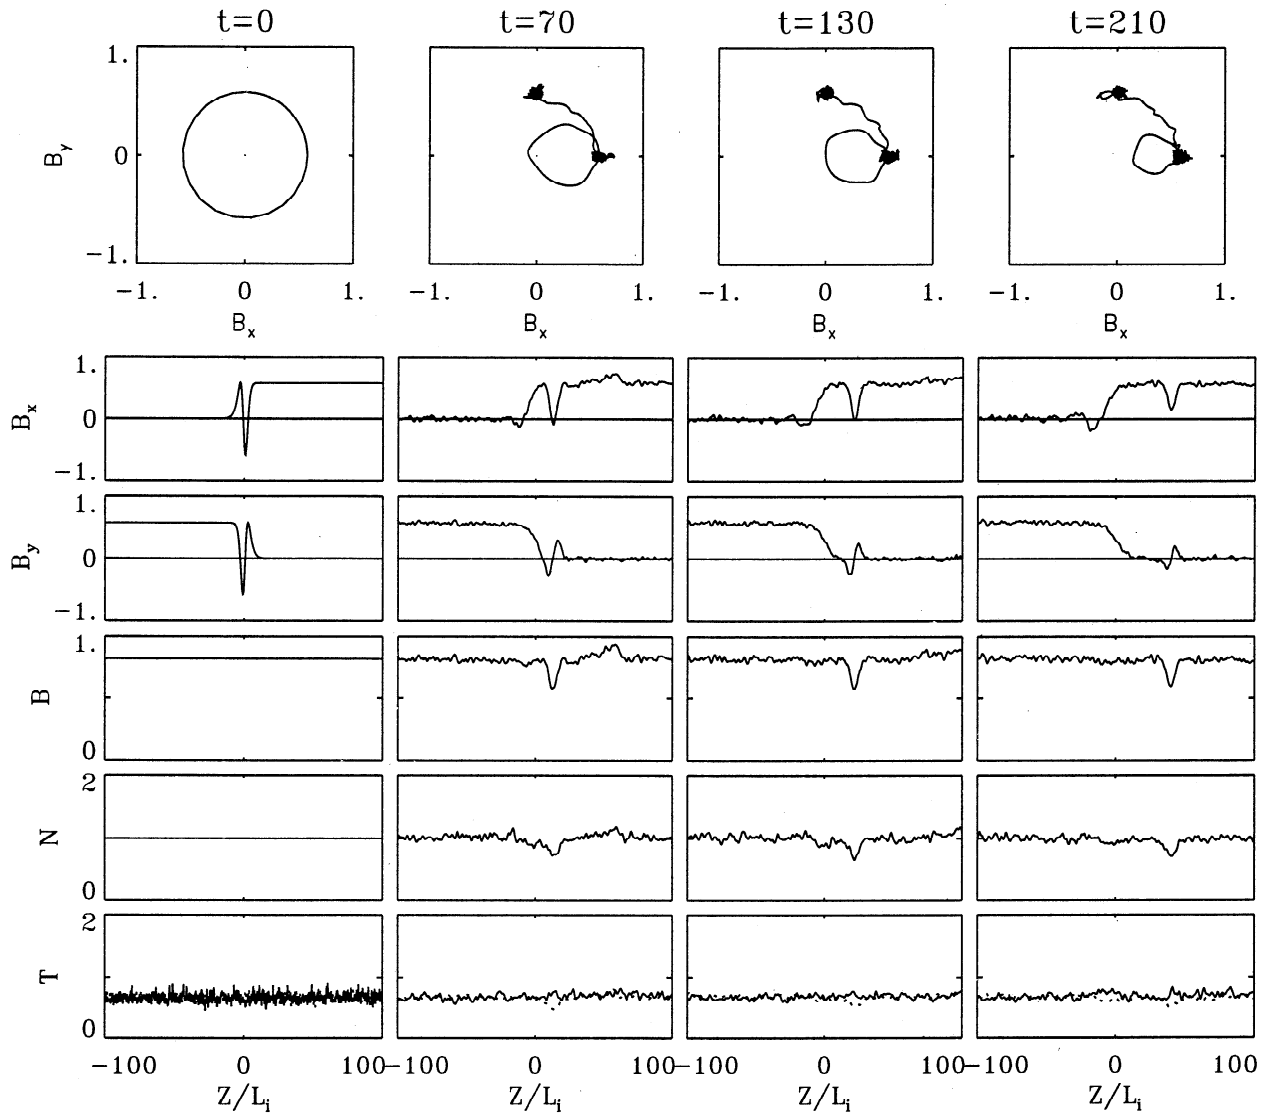 t=0 t=70 t=130 t=210
1.
B_y 0
-1.
-1. 0 1. -1. 0 1. -1. 0 1. -1. 0 1.
B_x B_x B_x B_x
1.
B_x 0
-1.
1.
B_y 0
-1.
1.
B
0
2
N
0
2
T
0
-100 0 100 -100 0 100 -100 0 100 -100 0 100
Z/L_i Z/L_i Z/L_i Z/L_i